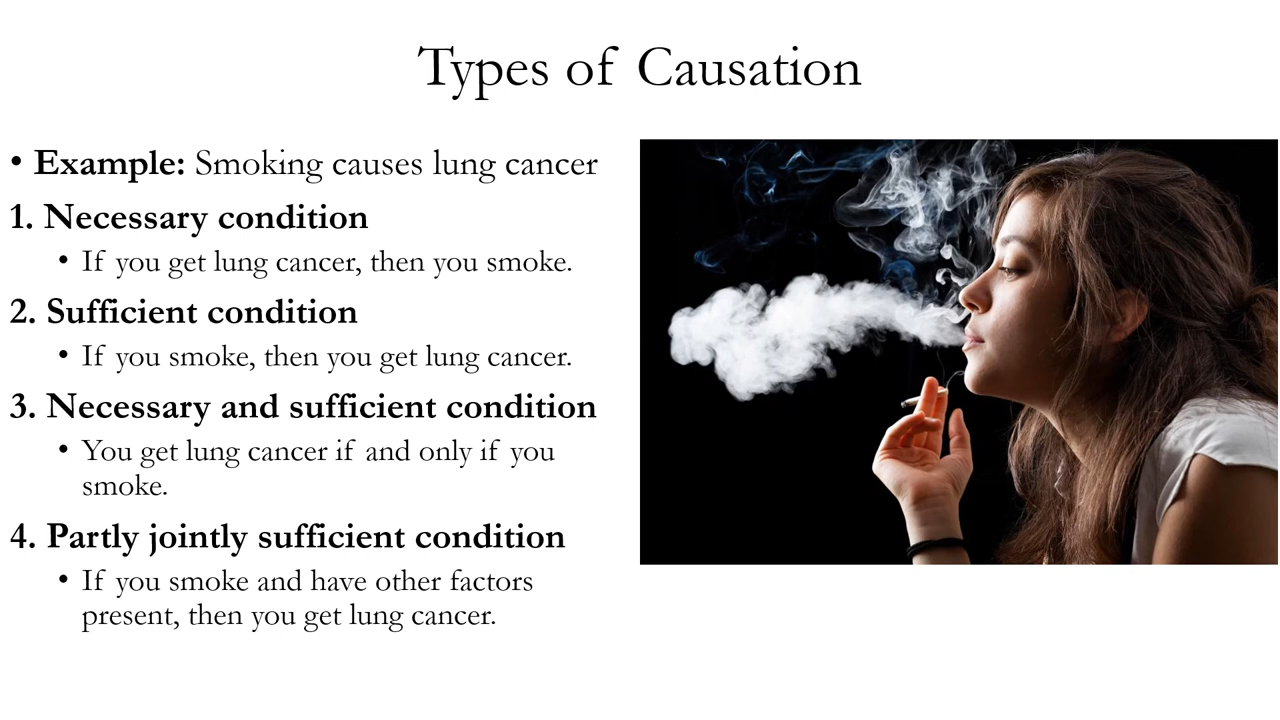 Types of Causation
• Example: Smoking causes lung cancer
1. Necessary condition
• If you get lung cancer, then you smoke.
2. Sufficient condition
• If you smoke, then you get lung cancer.
3. Necessary and sufficient condition
• You get lung cancer if and only if you
smoke.
4. Partly jointly sufficient condition
• If you smoke and have other factors
present, then you get lung cancer.